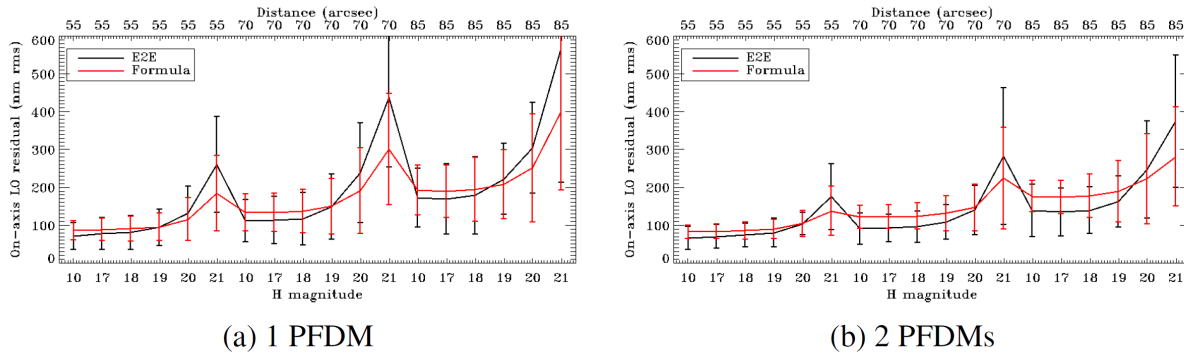 Distance (arcsec)
55 55 55 55 55 55 70 70 70 70 70 70 85 85 85 85 85 85
600
500
400
300
200
100
0
On-axis LO residual (nm rms)
E2E
Formula
10 17 18 19 20 21 10 17 18 19 20 21 10 17 18 19 20 21
H magnitude
(a) 1 PFDM
Distance (arcsec)
55 55 55 55 55 55 70 70 70 70 70 70 85 85 85 85 85 85
600
500
400
300
200
100
0
On-axis LO residual (nm rms)
E2E
Formula
10 17 18 19 20 21 10 17 18 19 20 21 10 17 18 19 20 21
H magnitude
(b) 2 PFDMs